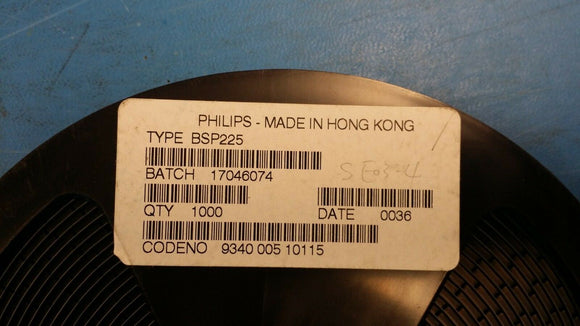 PHILIPS - MADE IN HONG KONG
TYPE BSP225
BATCH 17046074
QTY 1000 DATE 0036
CODENO 9340 005 10115